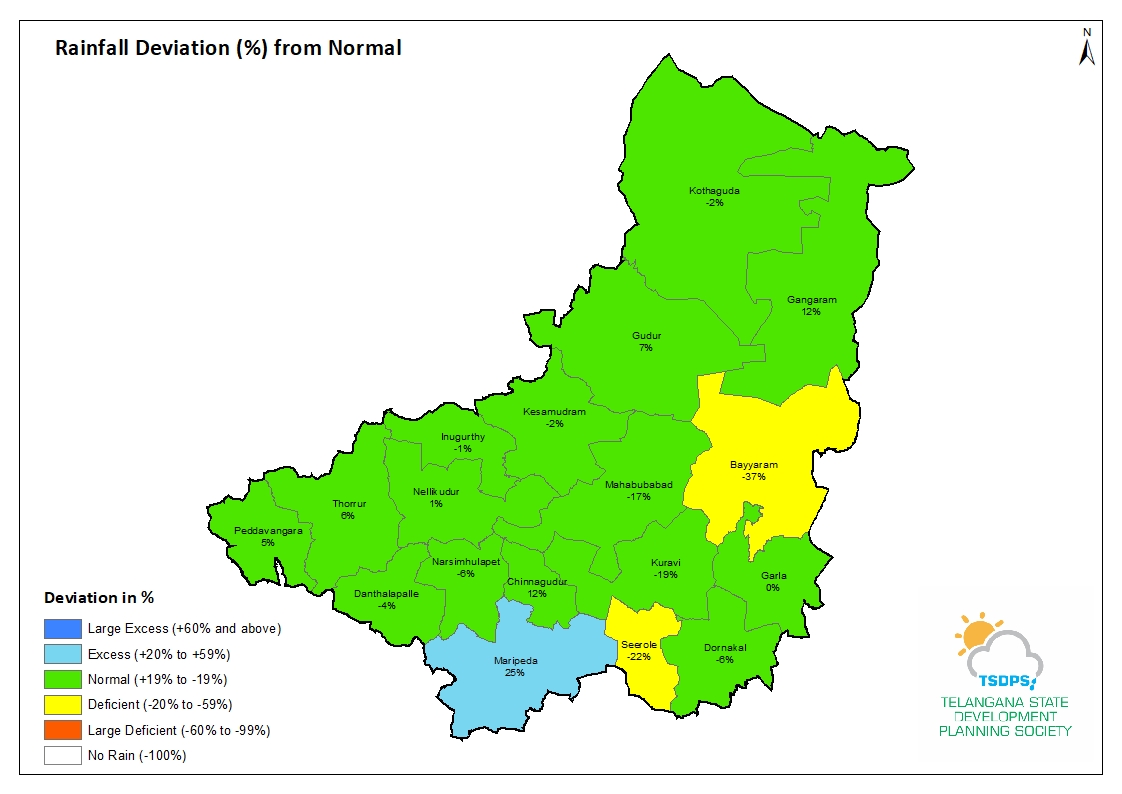 Rainfall Deviation (%) from Normal
N
Kothaguda
-2%
Gangaram
12%
Gudur
7%
Kesamudram
-2%
Inugurthy
-1%
Bayyaram
-37%
Mahabubabad
-17%
Nellikudur
1%
Thorrur
6%
Peddavangara
5%
Narsimhulapet
-6%
Kuravi
-19%
Garla
0%
Chinnagudur
12%
Danthalapalle
-4%
Seerole
-22%
Dornakal
-6%
Maripeda
25%
Deviation in %
Large Excess (+60% and above)
Excess (+20% to +59%)
Normal (+19% to -19%)
Deficient (-20% to -59%)
Large Deficient (-60% to -99%)
No Rain (-100%)
TSDPS
TELANGANA STATE
DEVELOPMENT
PLANNING SOCIETY